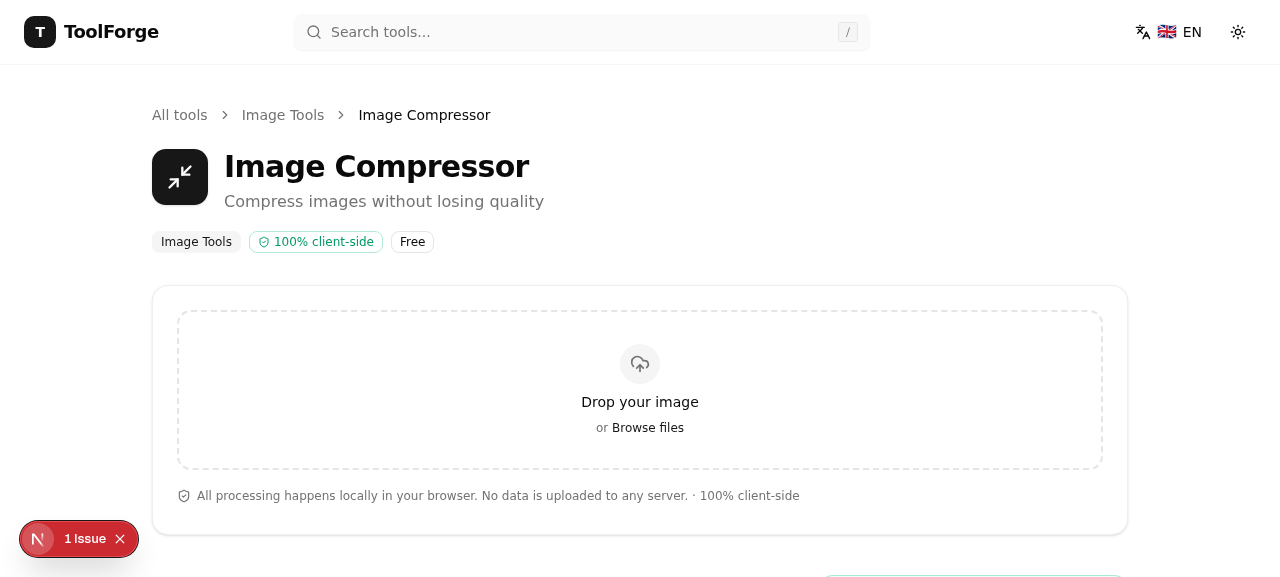 T ToolForge
Search tools...
/
EN
All tools
Image Tools
Image Compressor
Image Compressor
Compress images without losing quality
Image Tools
100% client-side
Free
Drop your image
or Browse files
All processing happens locally in your browser. No data is uploaded to any server. · 100% client-side
N
1 Issue